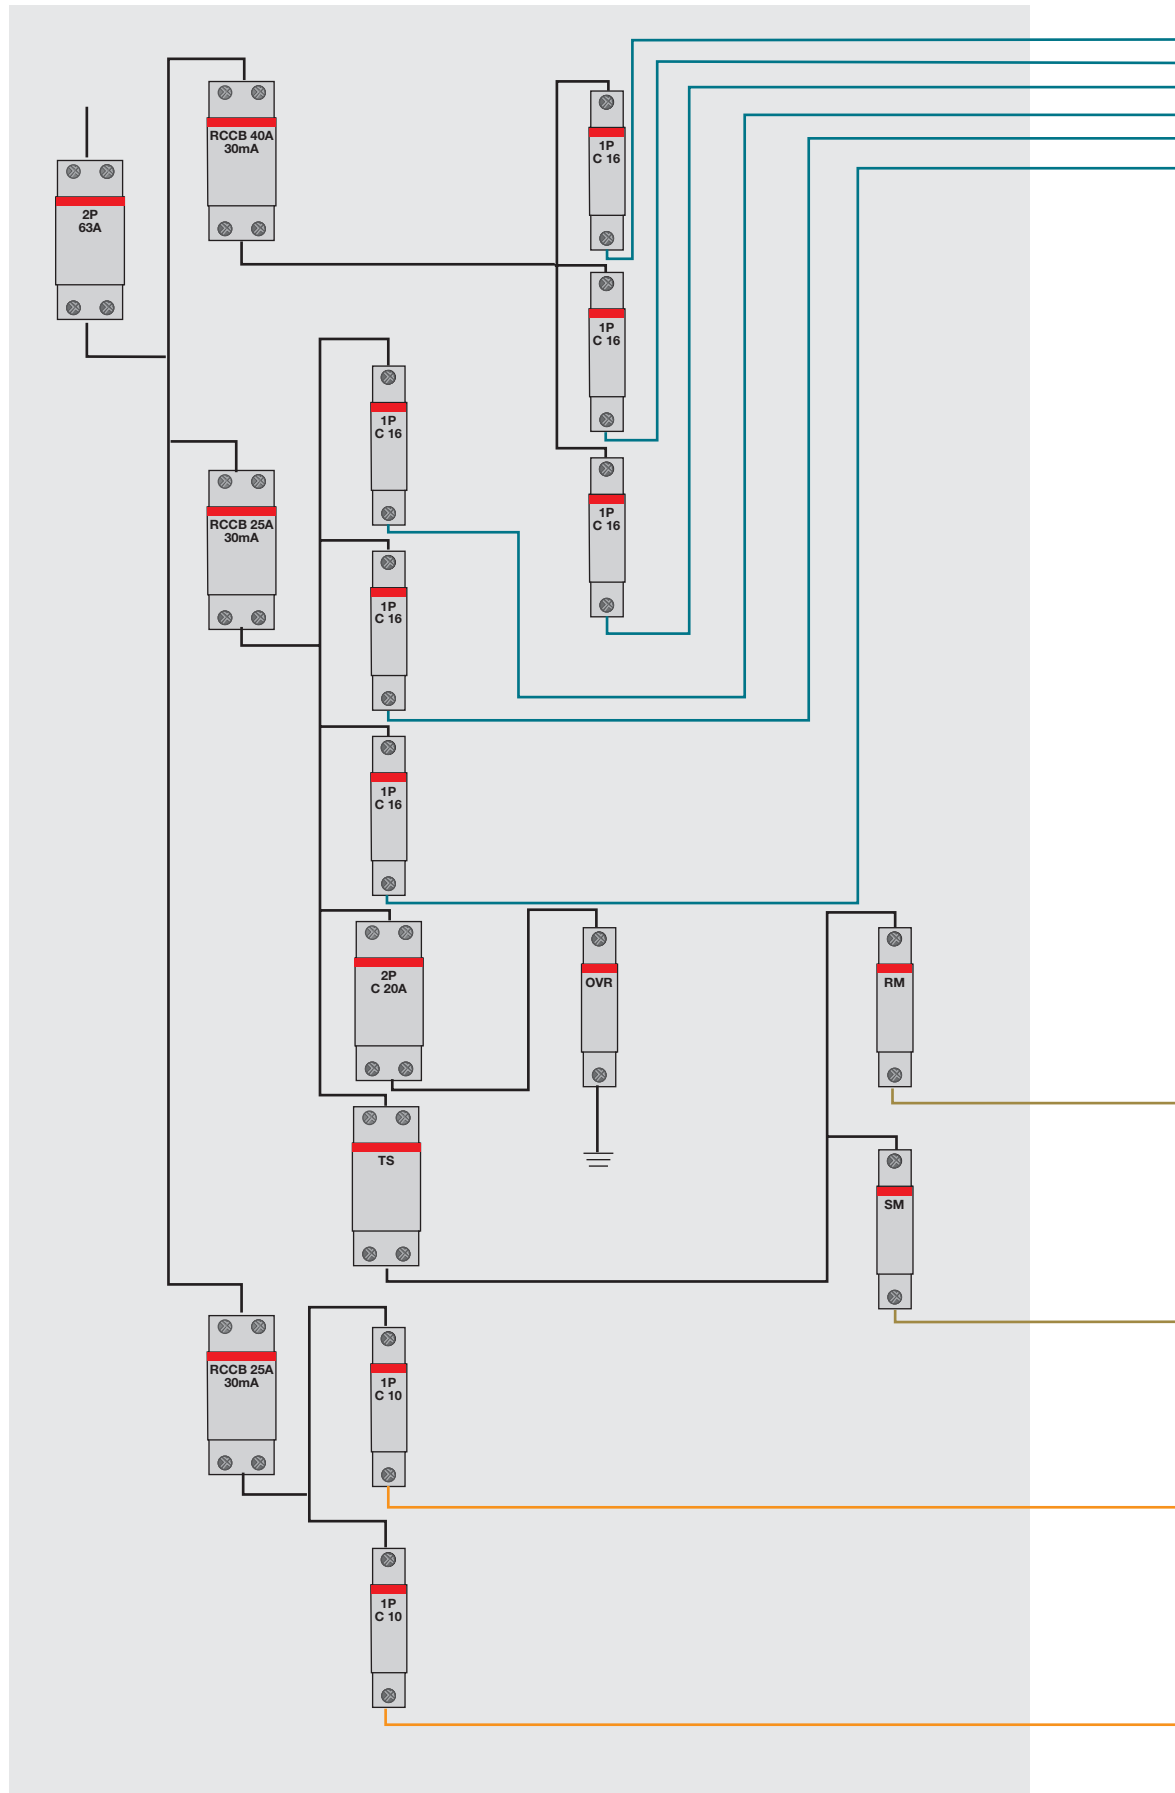 RCCB 40A
30mA
1P
C 16
2P
63A
1P
C 16
1P
C 16
1P
C 16
RCCB 25A
30mA
1P
C 16
1P
C 16
2P
C 20A
OVR
RM
TS
SM
RCCB 25A
30mA
1P
C 10
1P
C 10